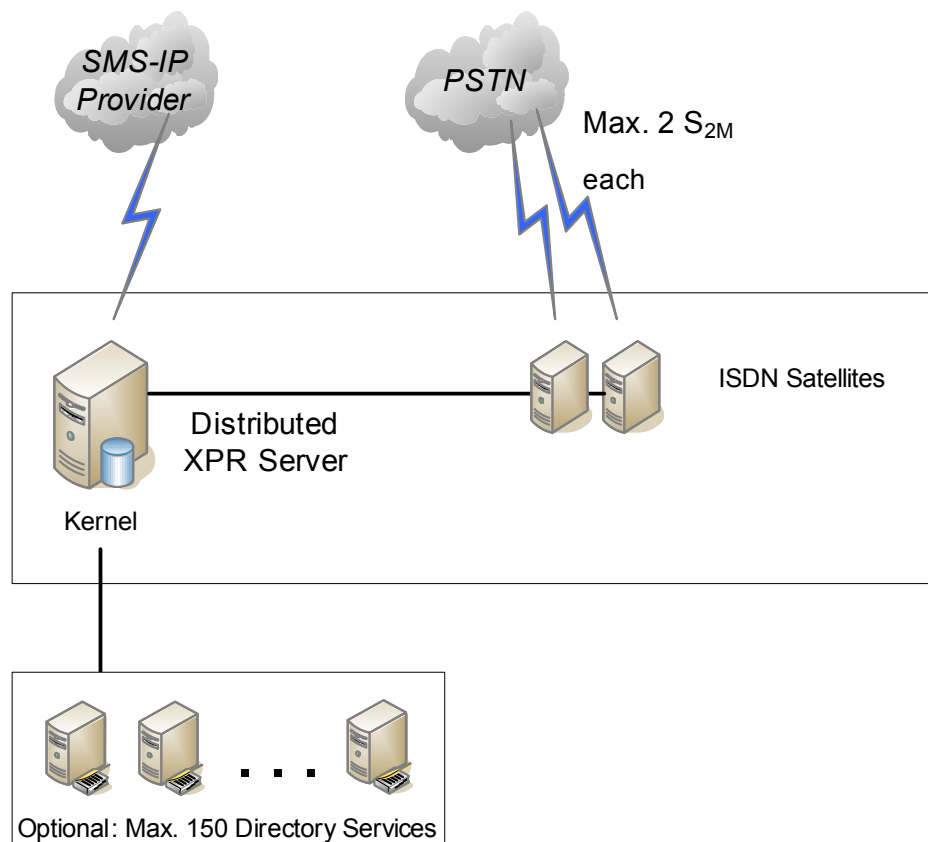 SMS-IP
Provider
PSTN
Max. 2 S2M
each
ISDN Satellites
Distributed
XPR Server
Kernel
. . .
Optional: Max. 150 Directory Services